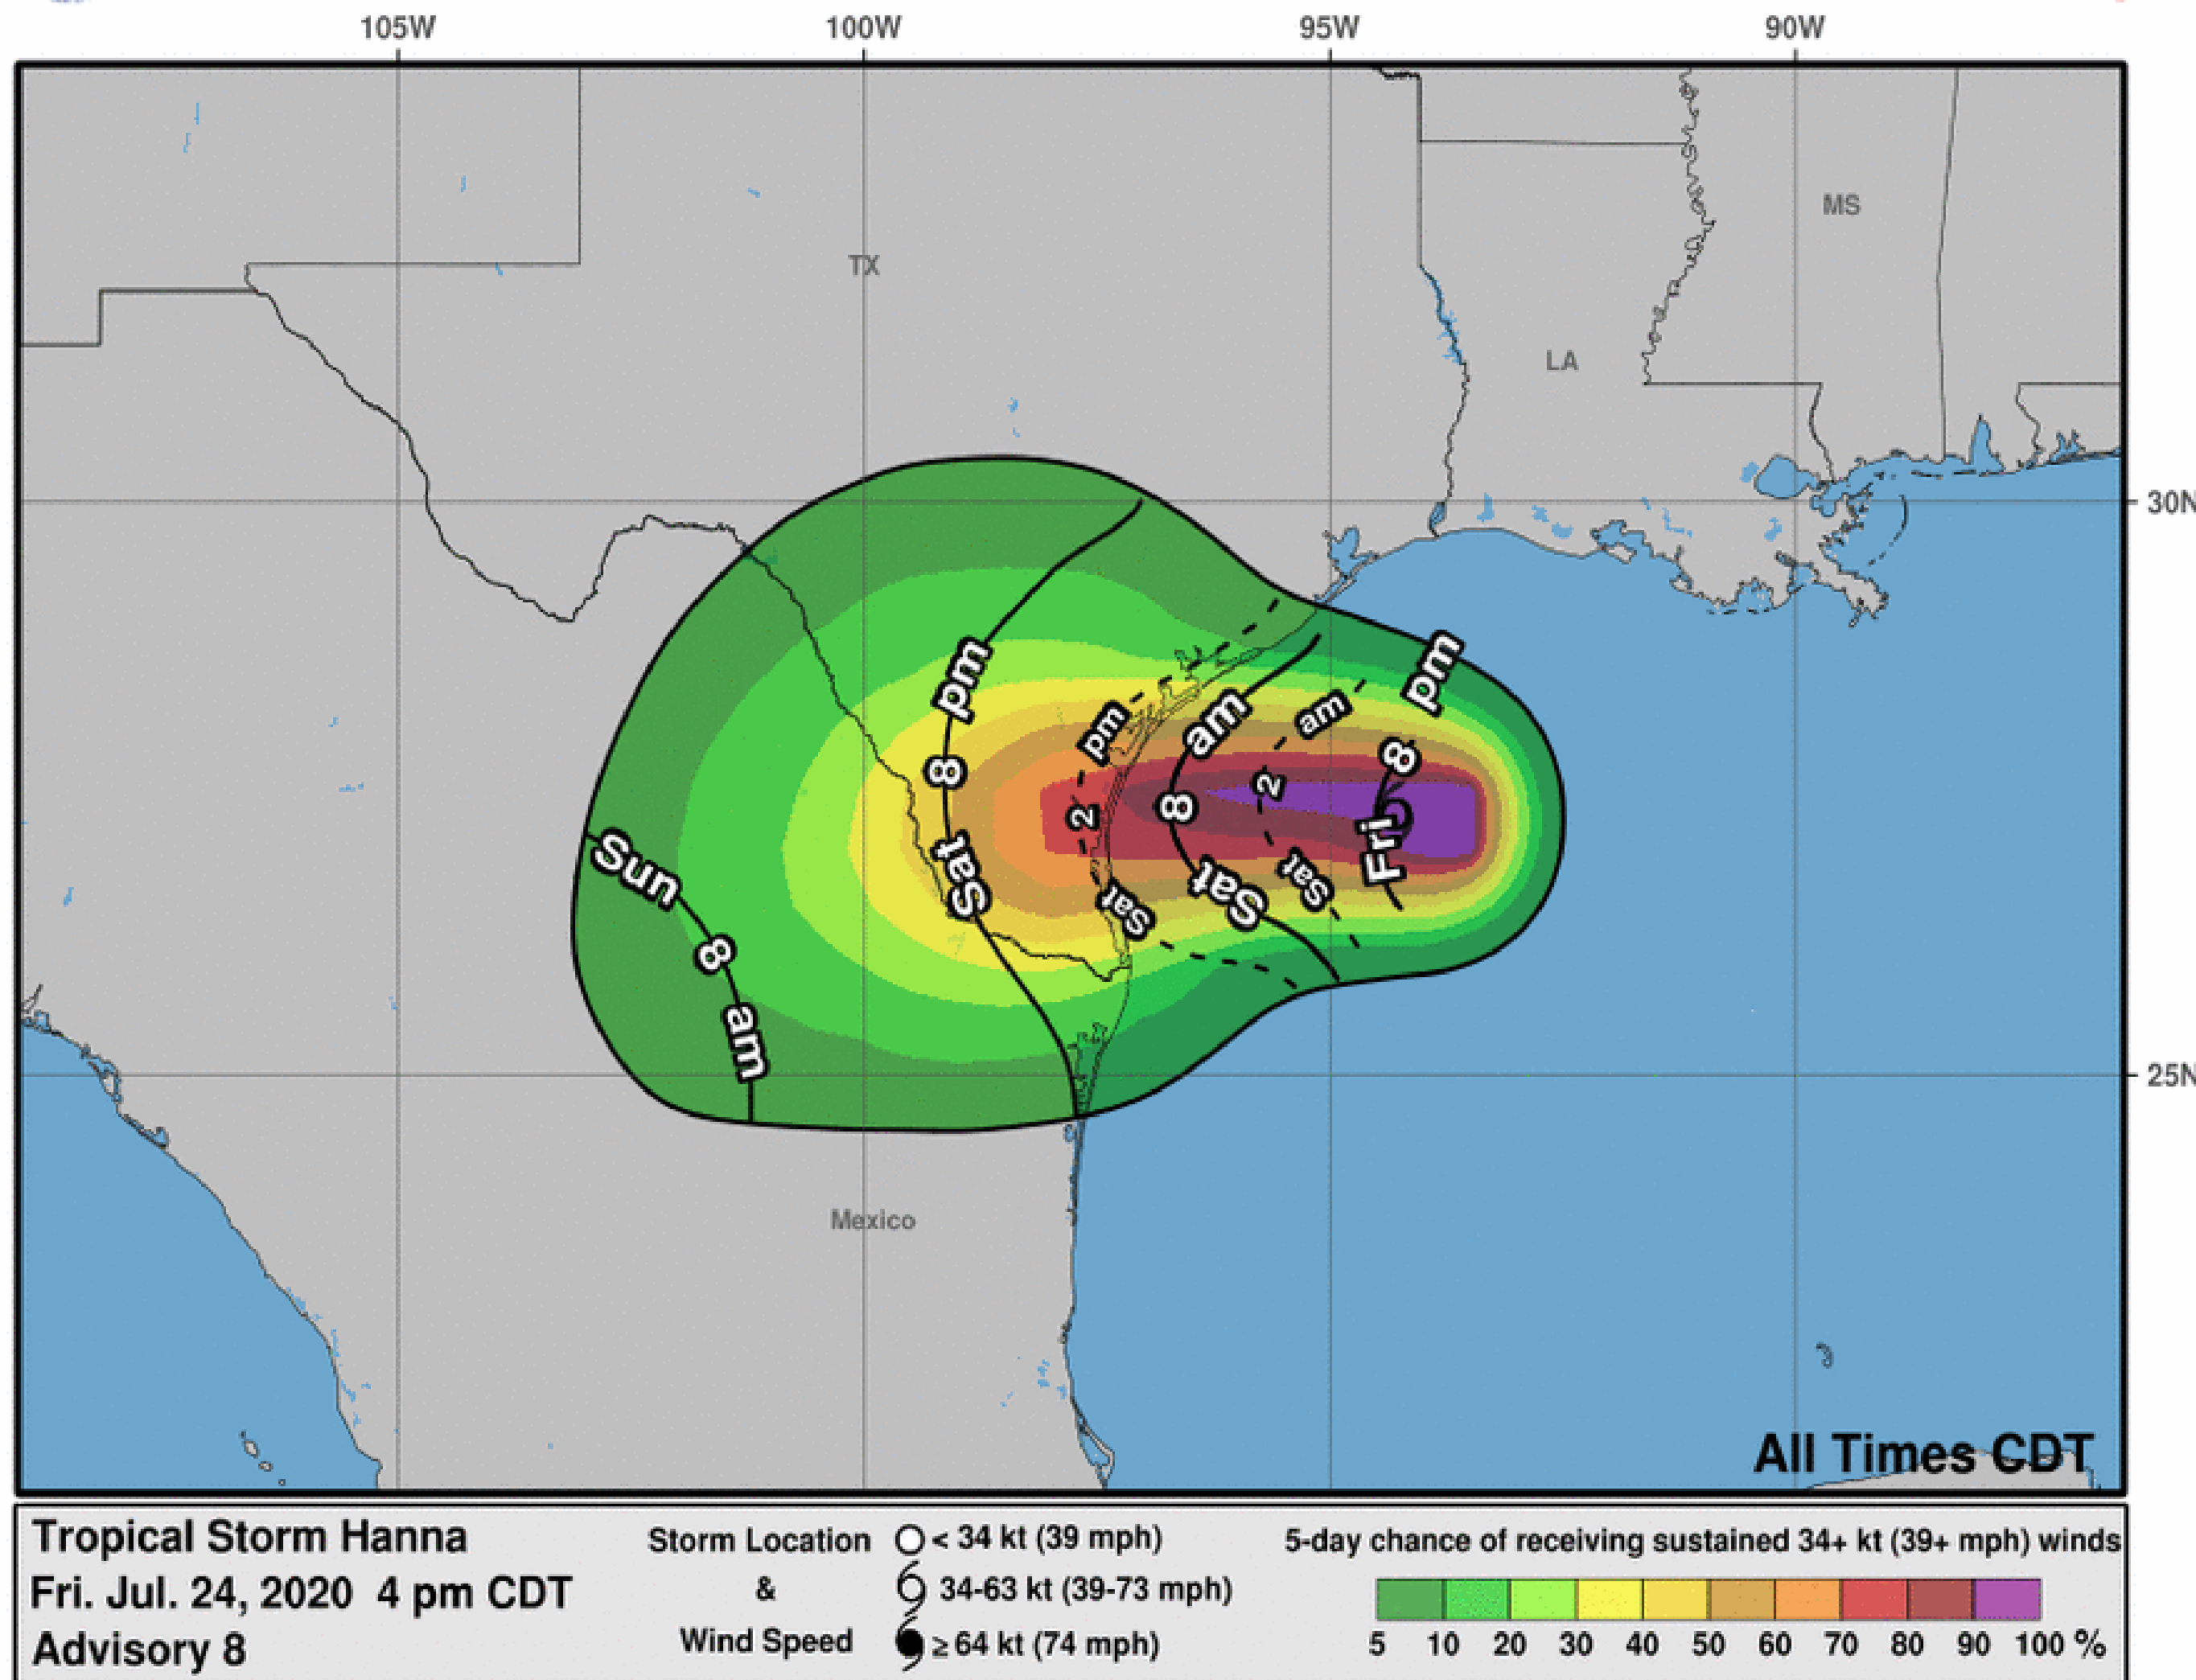 105W 100W 95W 90W
MS
TX
LA
30N
pm
pm
am
am
pm
8
8
2
8
2
Fri
Sat
Sat
Sat
Sat
Sun
8
am
25N
Mexico
All Times CDT
Tropical Storm Hanna
Fri. Jul. 24, 2020 4 pm CDT
Advisory 8
Storm Location
&
Wind Speed
< 34 kt (39 mph)
34-63 kt (39-73 mph)
≥ 64 kt (74 mph)
5-day chance of receiving sustained 34+ kt (39+ mph) winds
5 10 20 30 40 50 60 70 80 90 100 %